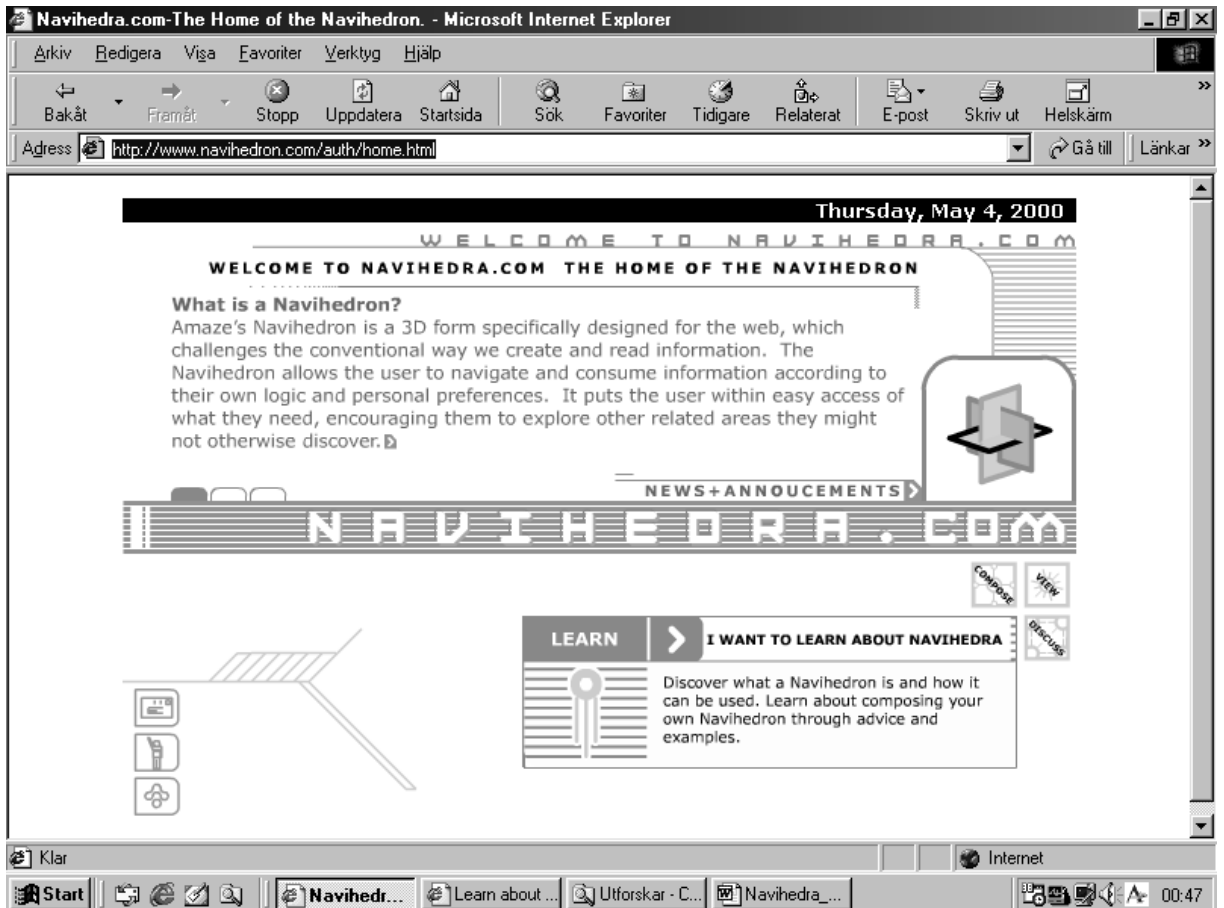 Navihedra.com-The Home of the Navihedron. - Microsoft Internet Explorer
Arkiv Redigera Visa Favoriter Verktyg Hjälp
Bakåt Framåt Stopp Uppdatera Startsida Sök Favoriter Tidigare Relaterat E-post Skriv ut Helskärm »
Adress http://www.navihedron.com/auth/home.html Gå till Länkar »
Thursday, May 4, 2000
WELCOME TO NAVIHEDRA.COM
WELCOME TO NAVIHEDRA.COM THE HOME OF THE NAVIHEDRON
What is a Navihedron?
Amaze's Navihedron is a 3D form specifically designed for the web, which
challenges the conventional way we create and read information. The
Navihedron allows the user to navigate and consume information according to
their own logic and personal preferences. It puts the user within easy access of
what they need, encouraging them to explore other related areas they might
not otherwise discover.
NEWS+ANNOUCEMENTS
NAVIHEDRA.COM
COMPOSE VIEW
DISCUSS
LEARN I WANT TO LEARN ABOUT NAVIHEDRA
Discover what a Navihedron is and how it
can be used. Learn about composing your
own Navihedron through advice and
examples.
Klar Internet
Start Navihedr... Learn about ... Utforskar - C... Navihedra_... 00:47